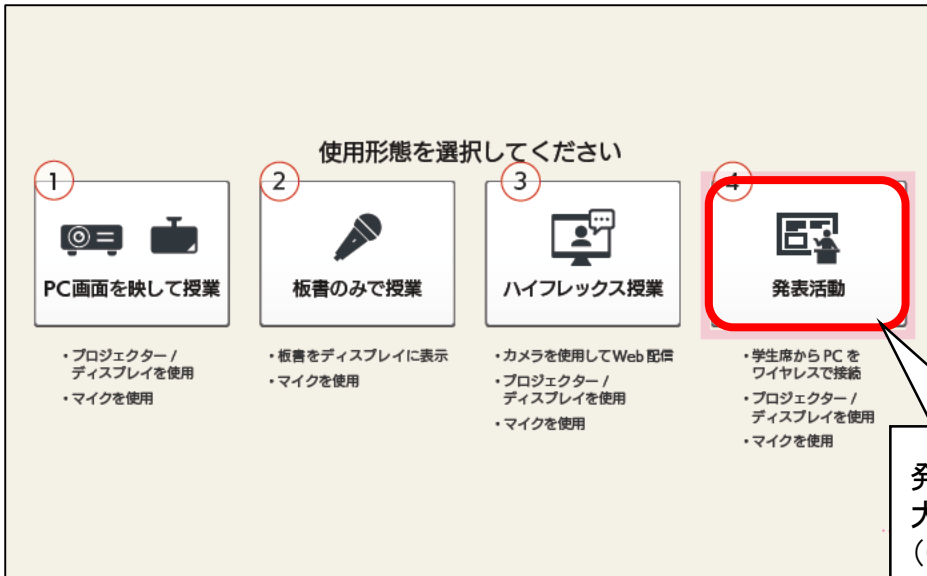 使用形態を選択してください
1
PC画面を映して授業
・プロジェクター /
ディスプレイを使用
・マイクを使用
2
板書のみで授業
・板書をディスプレイに表示
・マイクを使用
3
ハイフレックス授業
・カメラを使用してWeb 配信
・プロジェクター /
ディスプレイを使用
・マイクを使用
4
発表活動
・学生席から PC を
ワイヤレスで接続
・プロジェクター /
ディスプレイを使用
・マイクを使用
発